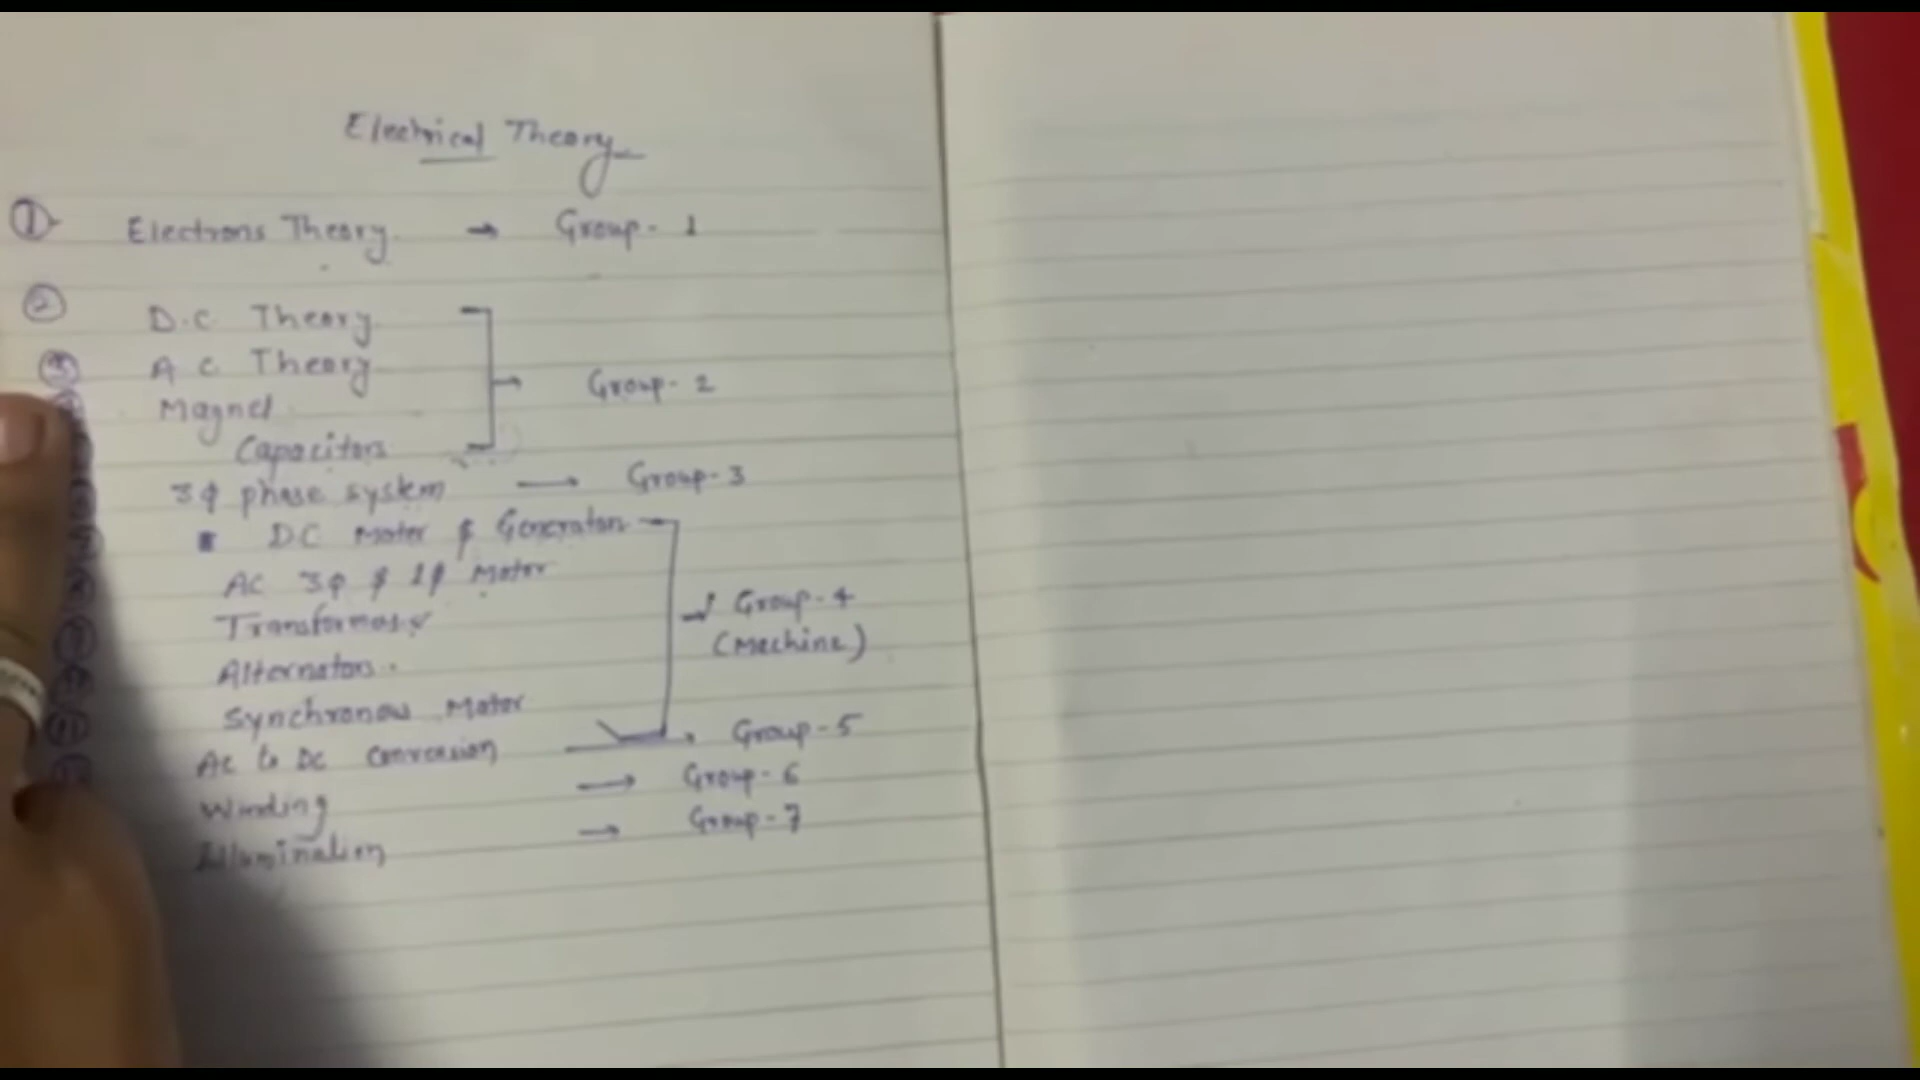 Electrical Theory
① Electrons Theory → Group - 1
② D.C Theory
③ A C Theory
Magnet
→ Group - 2
Capacitors
3φ phase system → Group - 3
DC Motor & Generator
AC 3φ & 1φ Motor
Transformers
→ Group - 4
(Machine)
Alternators.
Synchronous Motor
AC to DC Conversion → Group - 5
Winding → Group - 6
Illumination → Group - 7